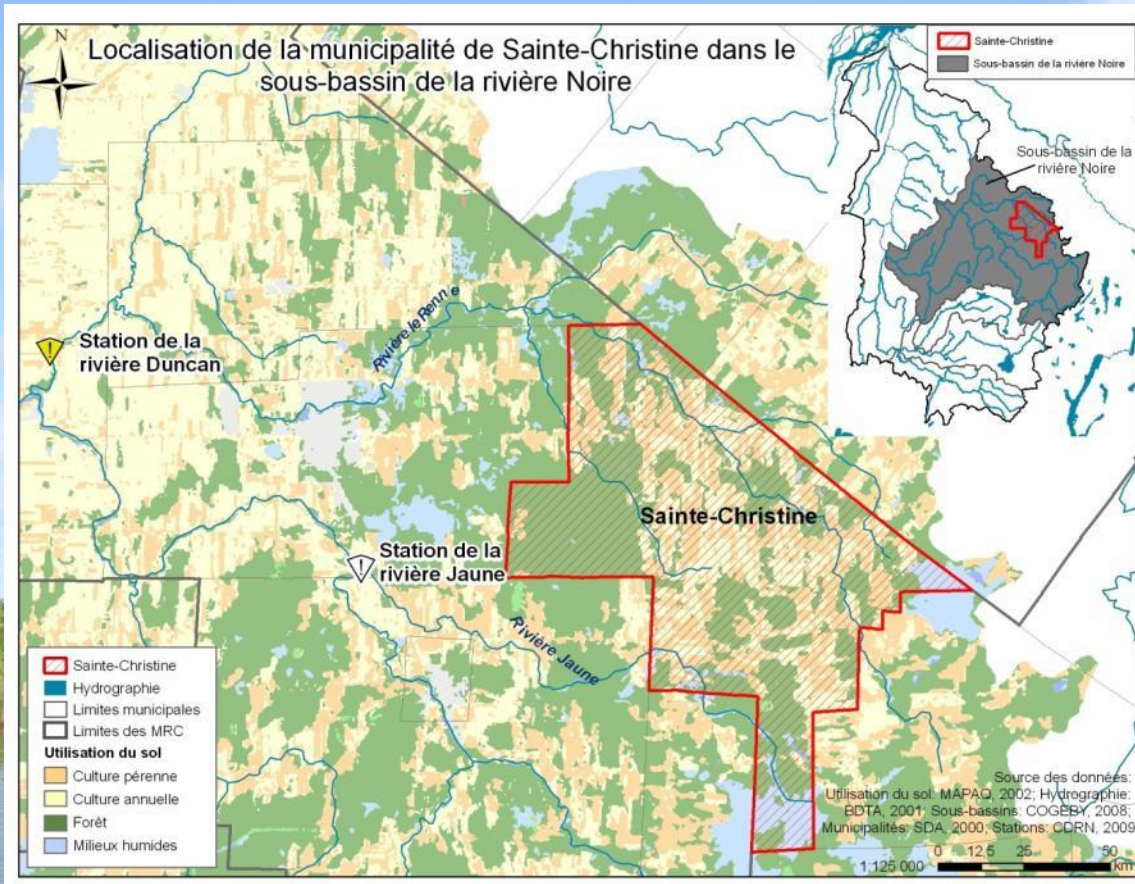 Localisation de la municipalité de Sainte-Christine dans le
sous-bassin de la rivière Noire
N
Sainte-Christine
Sous-bassin de la rivière Noire
Sous-bassin de la
rivière Noire
Station de la
rivière Duncan
Rivière le Renne
Sainte-Christine
Station de la
rivière Jaune
Rivière Jaune
Sainte-Christine
Hydrographie
Limites municipales
Limites des MRC
Utilisation du sol
Culture pérenne
Culture annuelle
Forêt
Milieux humides
Source des données:
Utilisation du sol: MAPAQ, 2002; Hydrographie:
BDTA, 2001; Sous-bassins: COGEBY, 2008;
Municipalités: SDA, 2000; Stations: CDRN, 2009
0 12,5 25 50
1:125 000 km